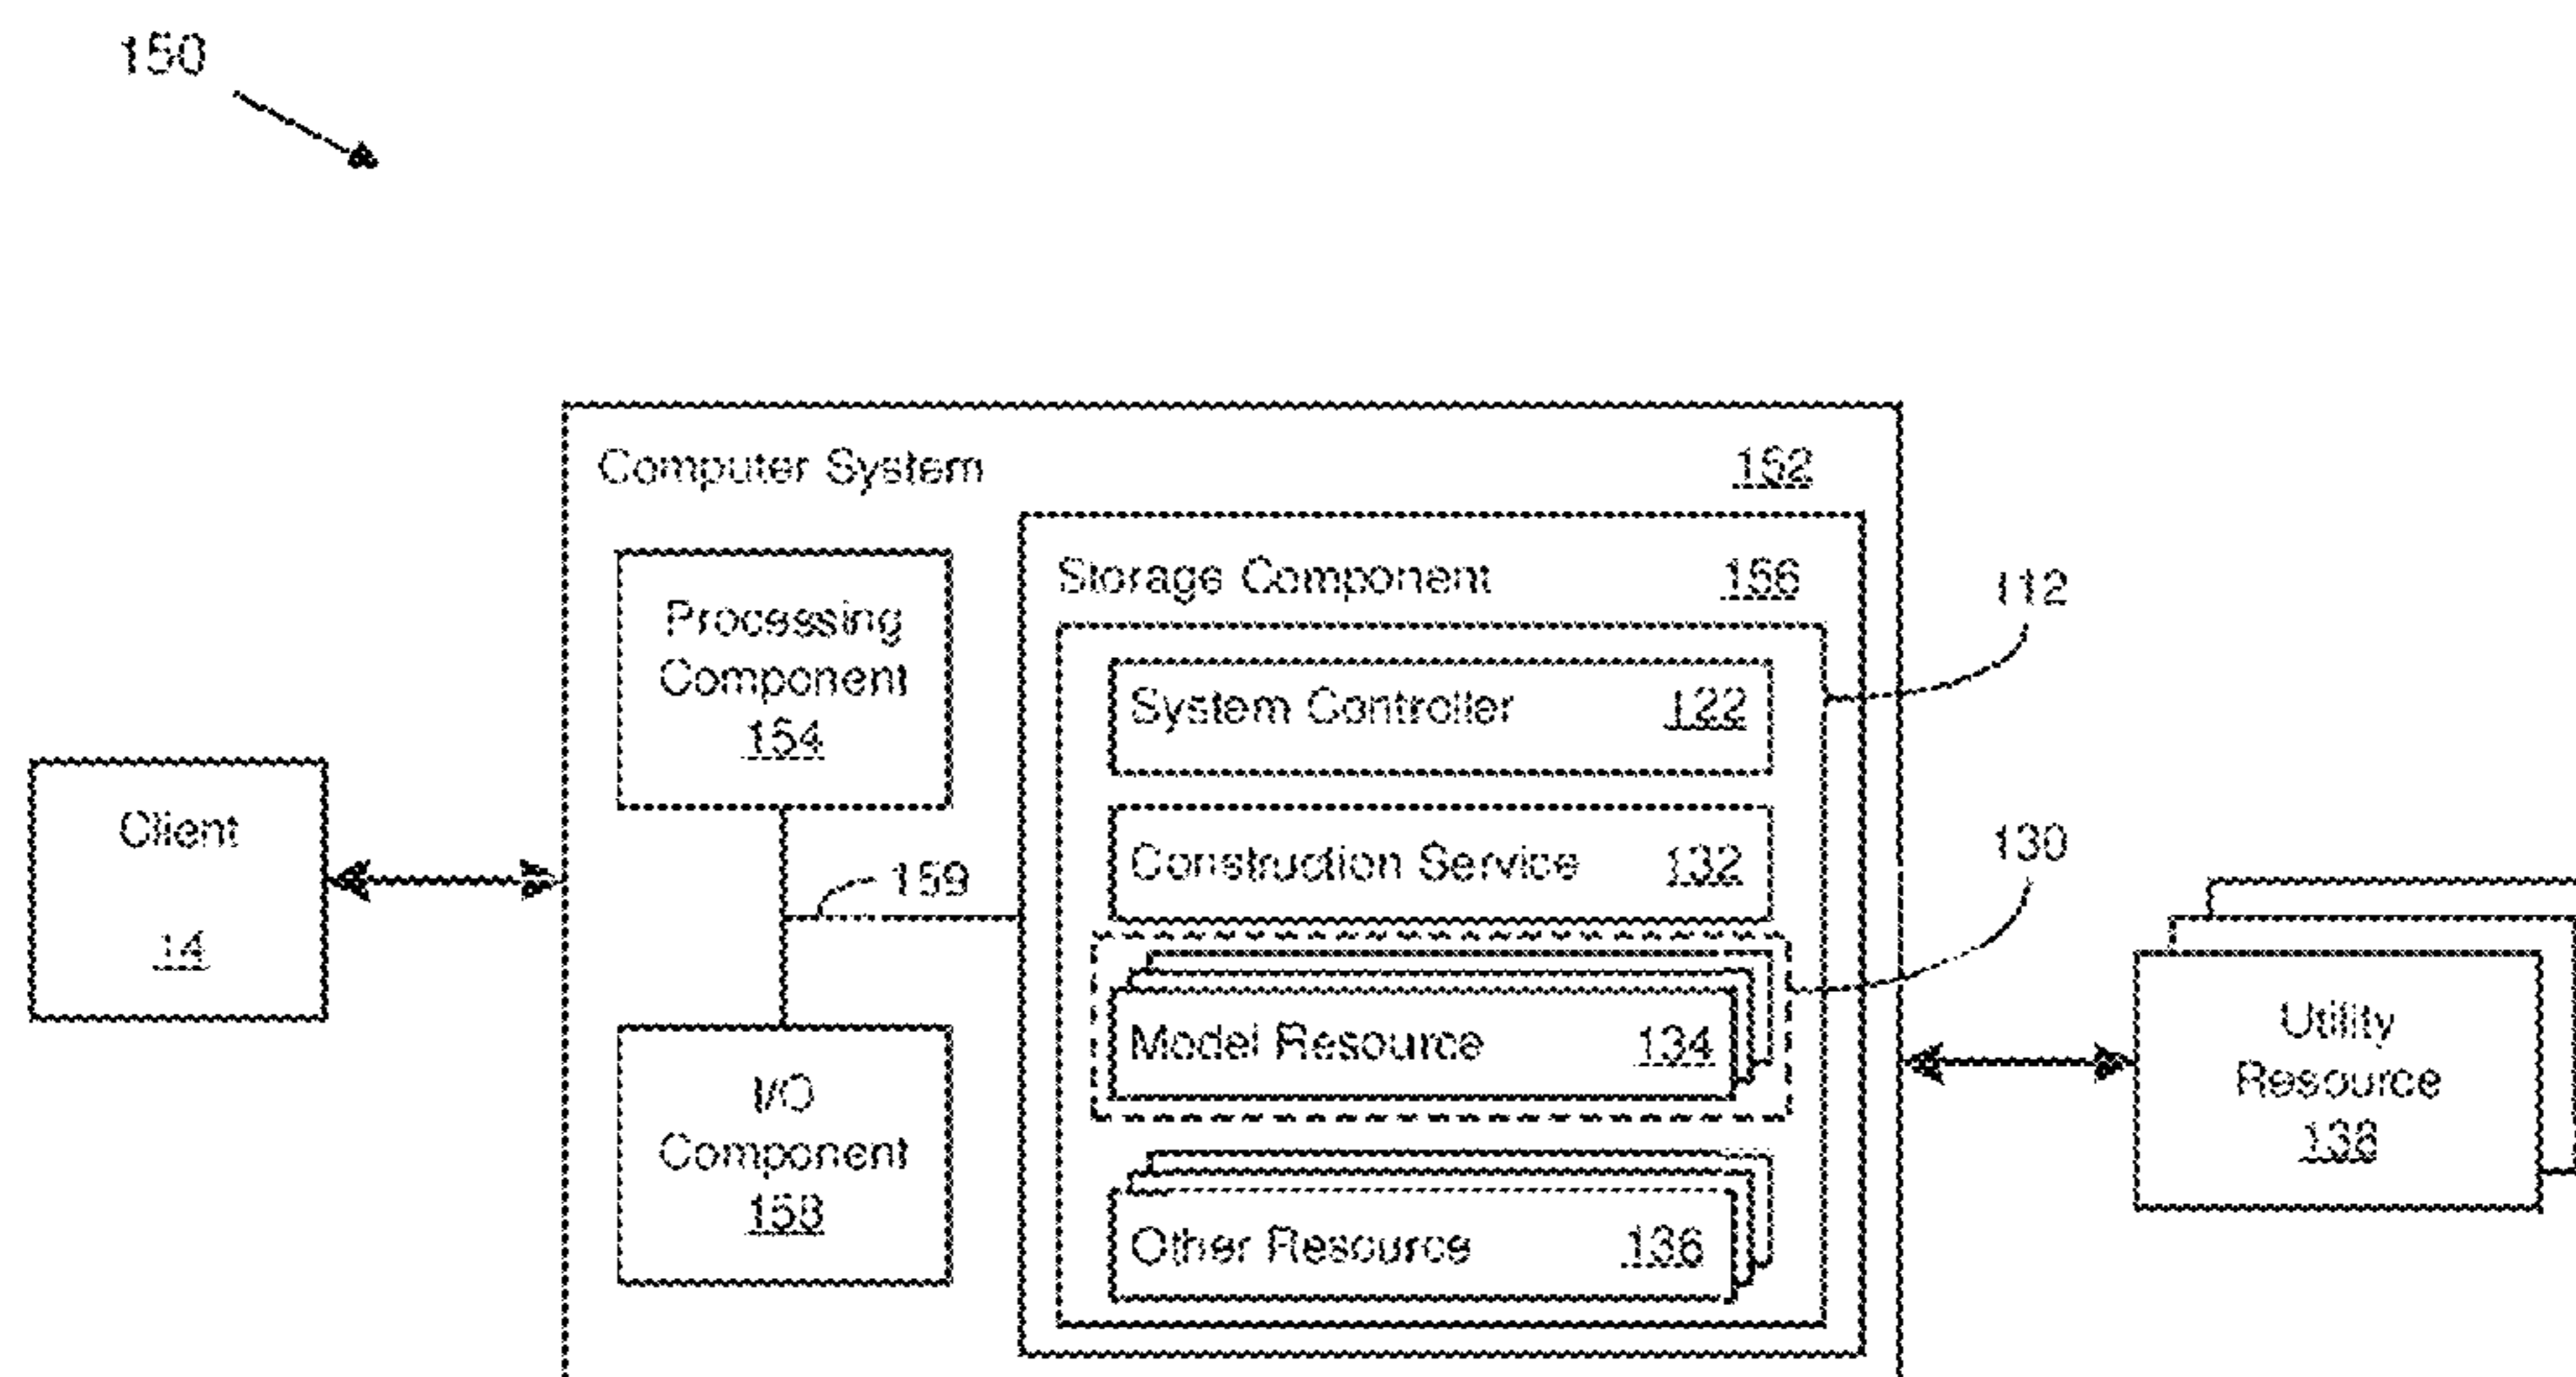 150
Computer System 152
Storage Component 156
112
Processing
Component
154
System Controller 122
Client
14
Construction Service 132
130
159
Model Resource 134
Utility
Resource
138
I/O
Component
158
Other Resource 136